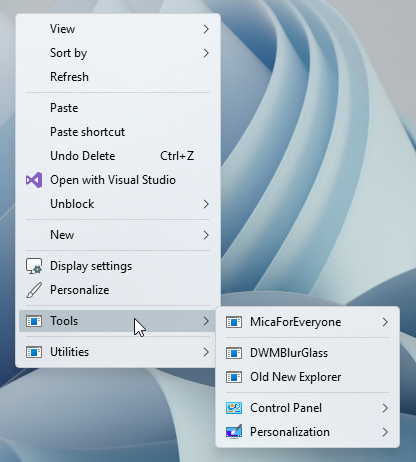 View
Sort by
Refresh
Paste
Paste shortcut
Undo Delete Ctrl+Z
Open with Visual Studio
Unblock
New
Display settings
Personalize
Tools
Utilities
MicaForEveryone
DWMBlurGlass
Old New Explorer
Control Panel
Personalization